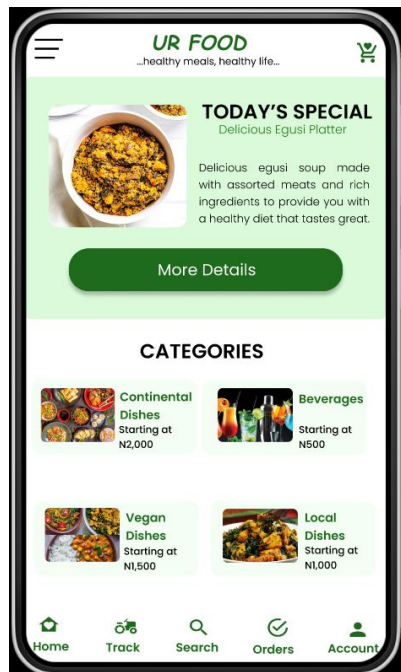 UR FOOD
...healthy meals, healthy life...
TODAY'S SPECIAL
Delicious Egusi Platter
Delicious egusi soup made
with assorted meats and rich
ingredients to provide you with
a healthy diet that tastes great.
More Details
CATEGORIES
Continental
Dishes
Starting at
N2,000
Beverages
Starting at
N500
Vegan
Dishes
Starting at
N1,500
Local
Dishes
Starting at
N1,000
Home
Track
Search
Orders
Account